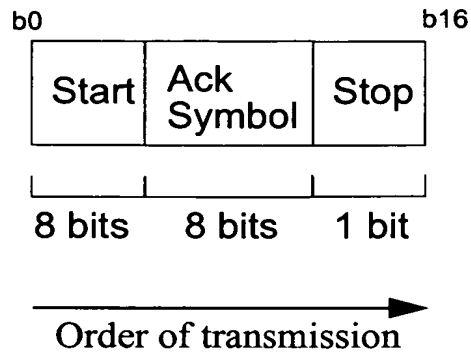 b0 b16
Start Ack Symbol Stop
8 bits 8 bits 1 bit
Order of transmission